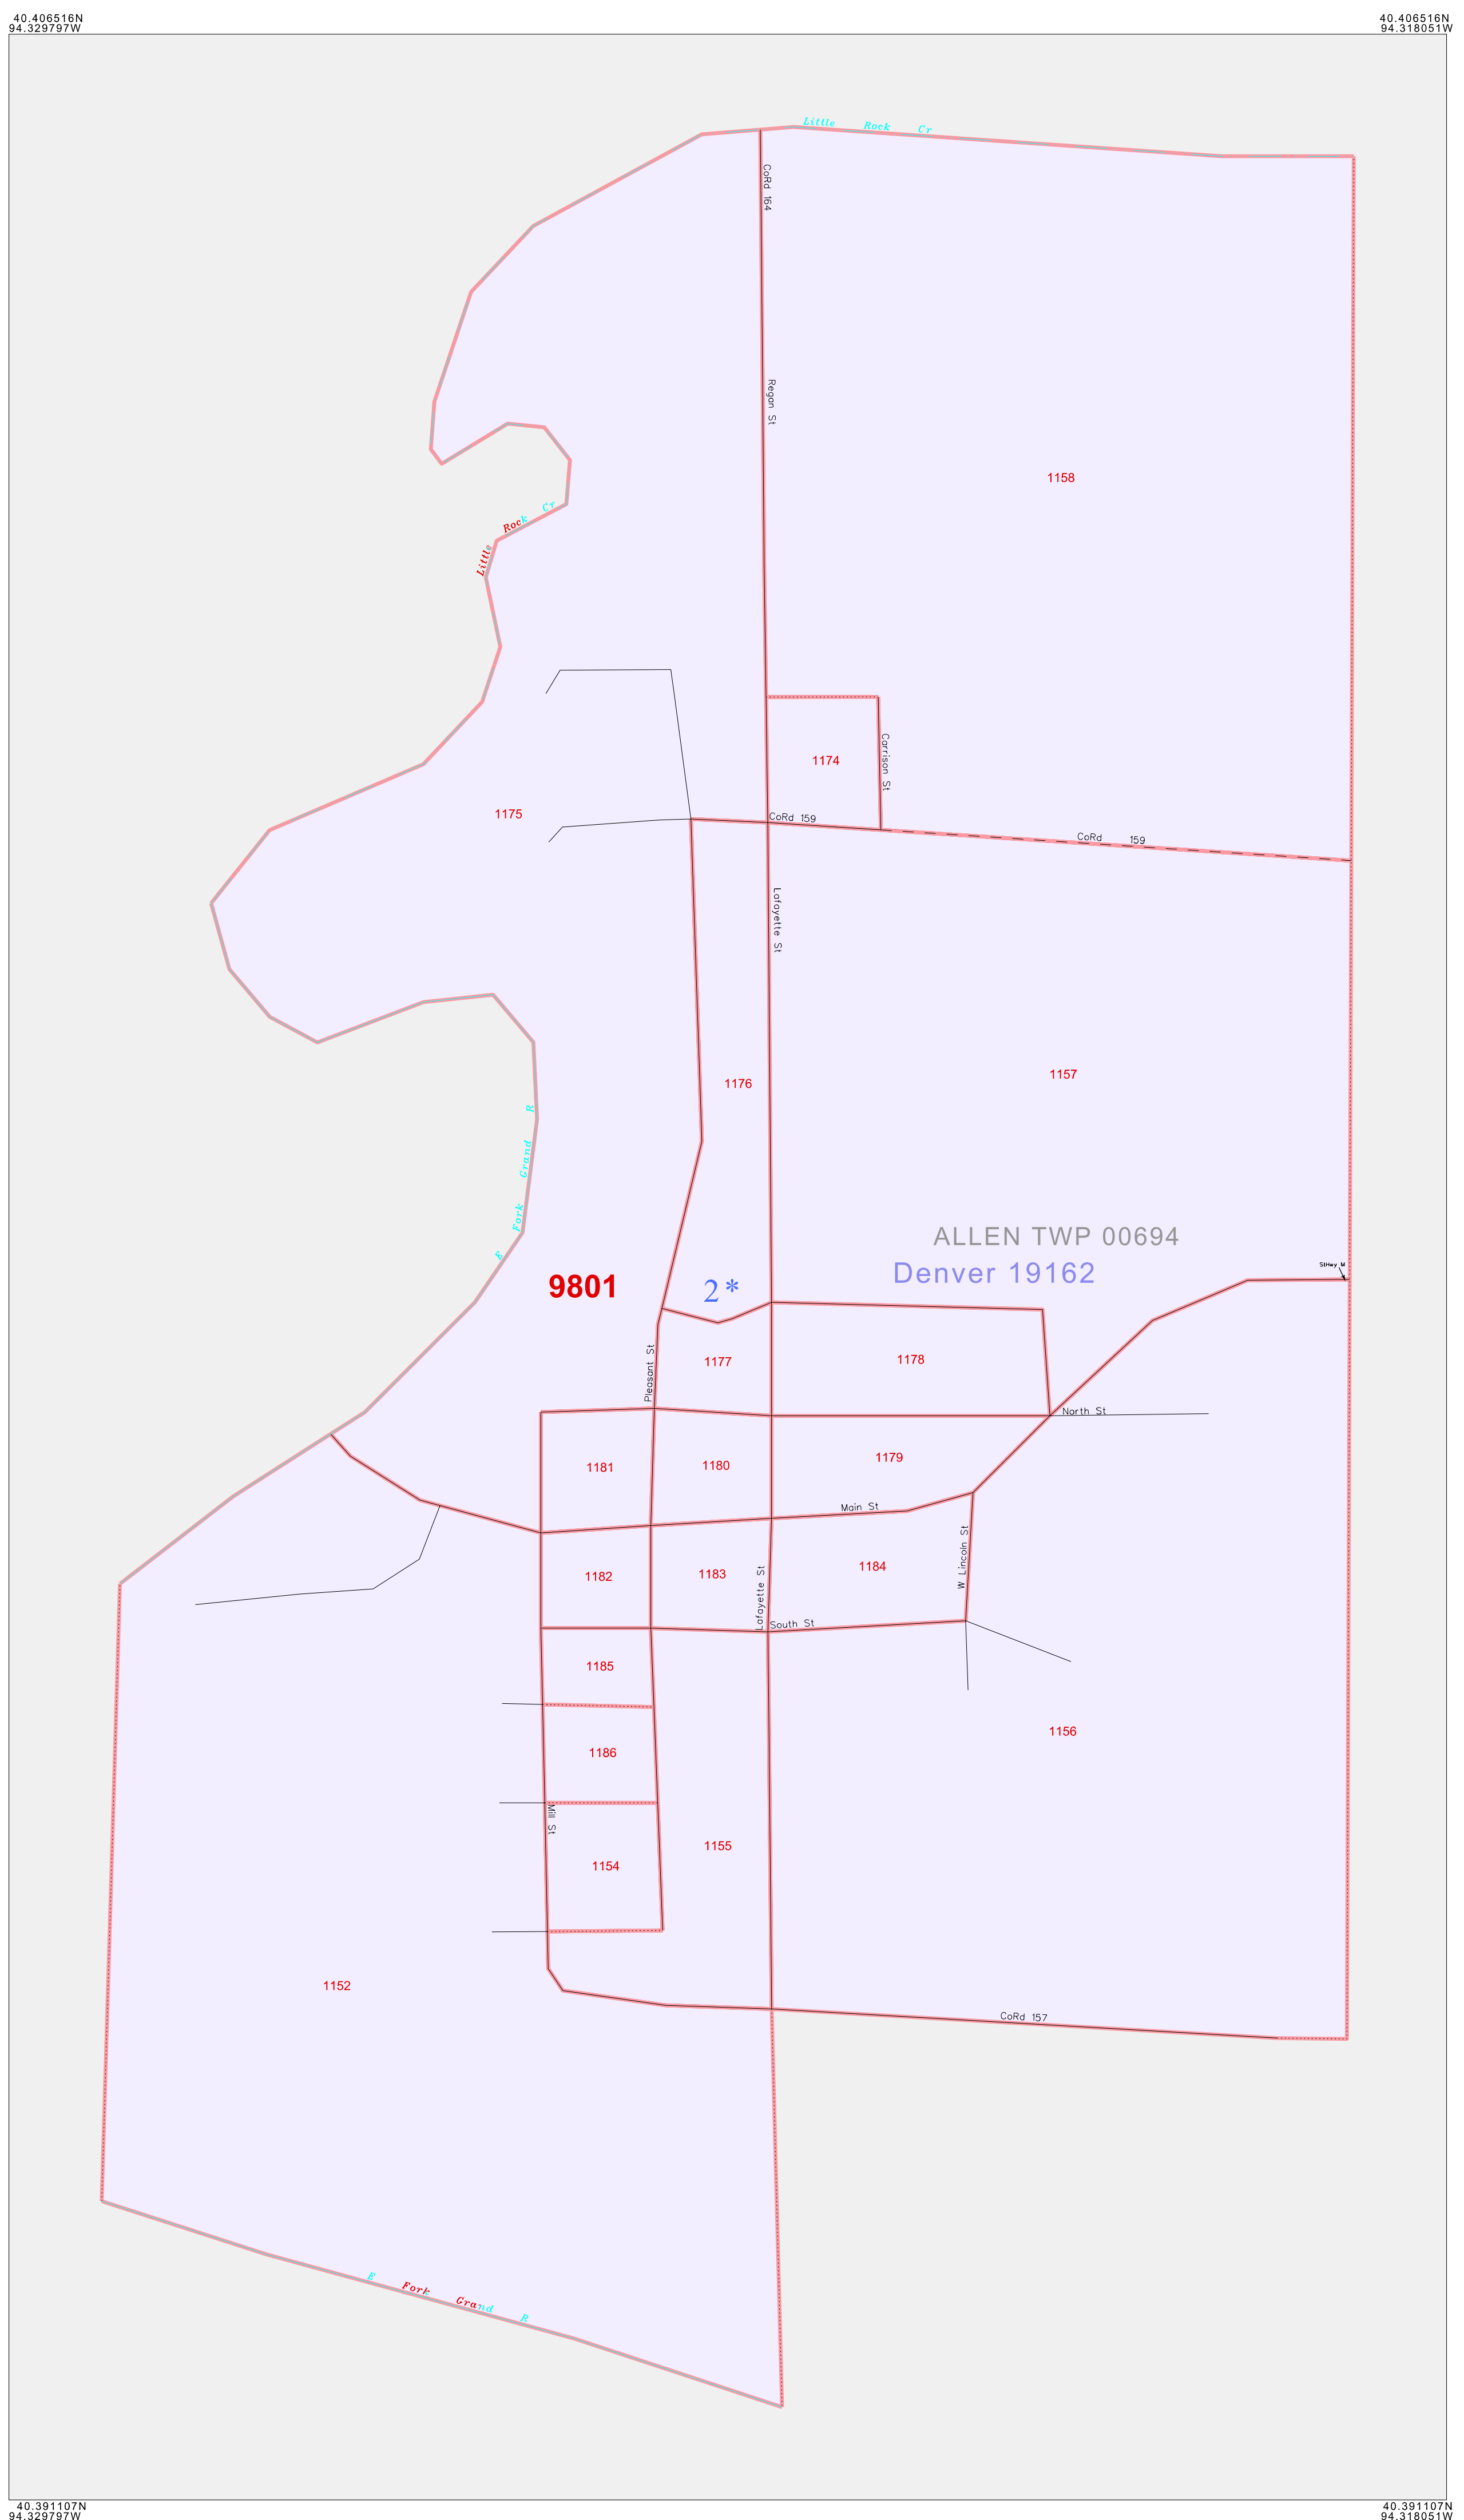 40.406516N
94.329797W
40.406516N
94.318051W
Little Rock Cr
CoRd 164
Regan St
1158
Little Rock Cr
1174
Carrison St
1175
CoRd 159
CoRd 159
Lafayette St
1176
1157
E Fork Grand R
ALLEN TWP 00694
Denver 19162
StHwy M
9801
2*
Pleasant St
1177
1178
North St
1181
1180
1179
Main St
1182
1183
1184
W Lincoln St
Lafayette St
South St
1185
1156
1186
Mill St
1155
1154
1152
CoRd 157
E Fork Grand R
40.391107N
94.329797W
40.391107N
94.318051W